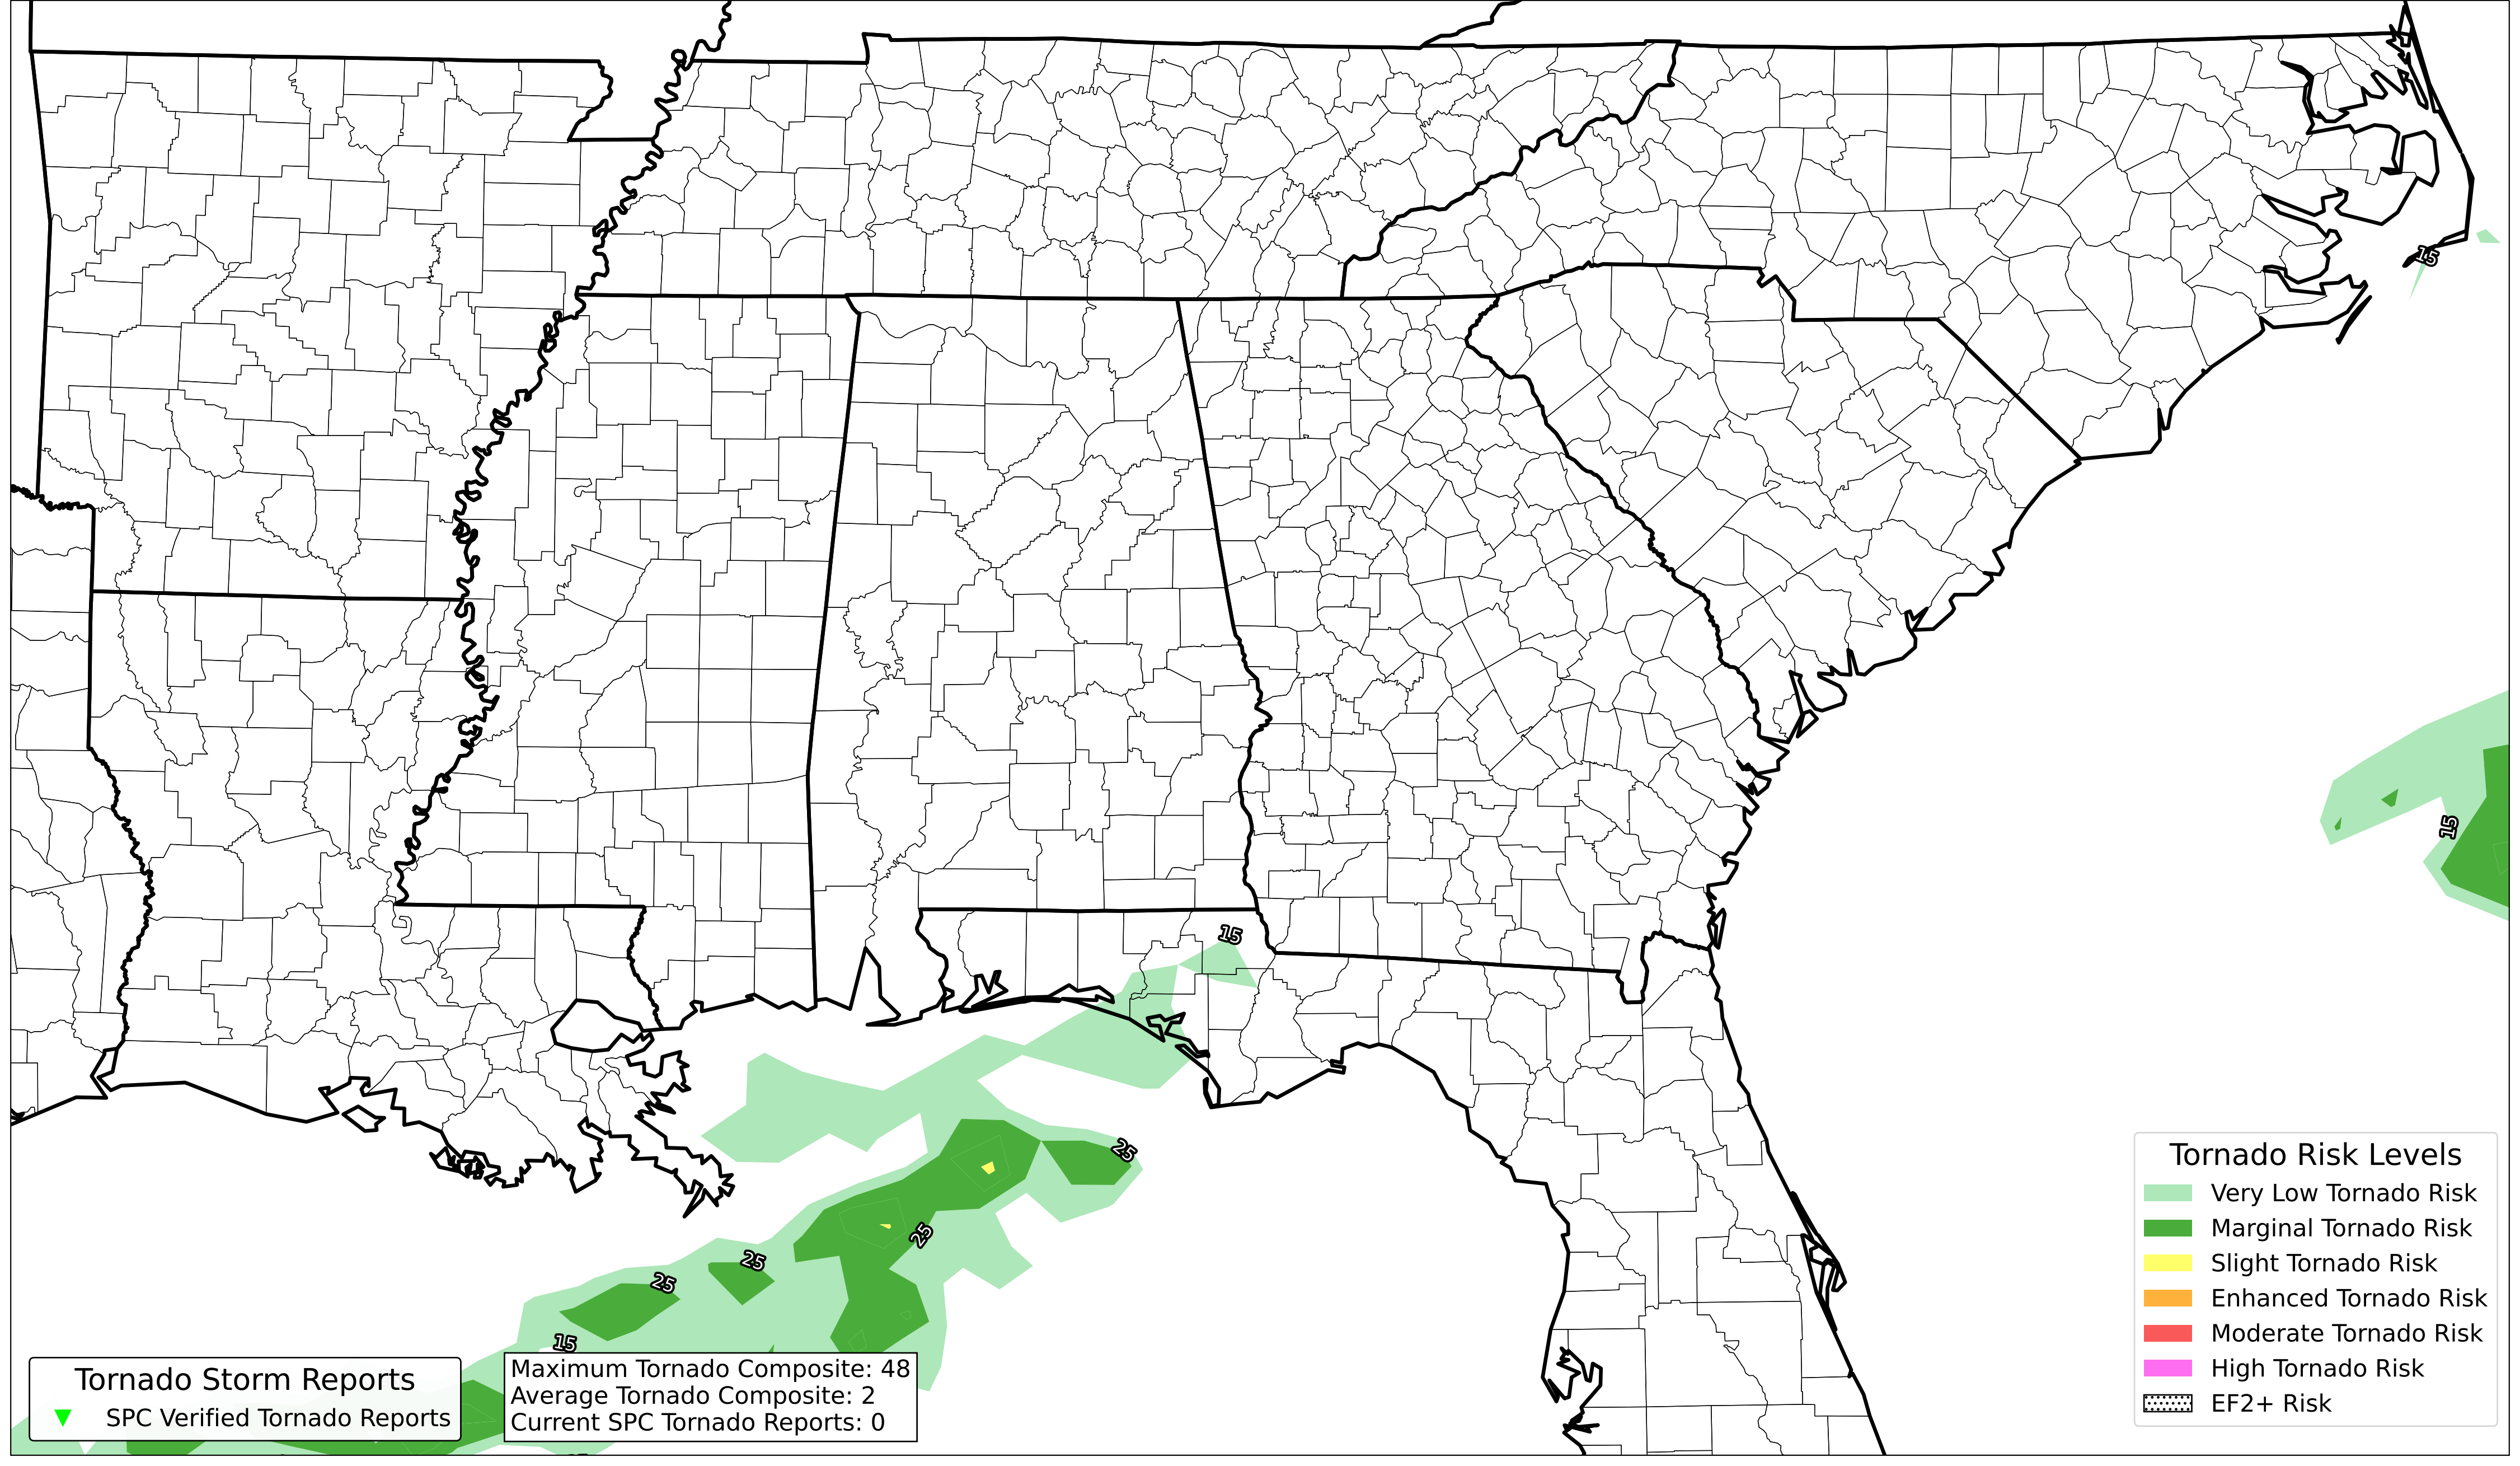 15
15
15
25
25
25
25
15
Tornado Risk Levels
Very Low Tornado Risk
Marginal Tornado Risk
Slight Tornado Risk
Enhanced Tornado Risk
Moderate Tornado Risk
High Tornado Risk
EF2+ Risk
Tornado Storm Reports
SPC Verified Tornado Reports
Maximum Tornado Composite: 48
Average Tornado Composite: 2
Current SPC Tornado Reports: 0